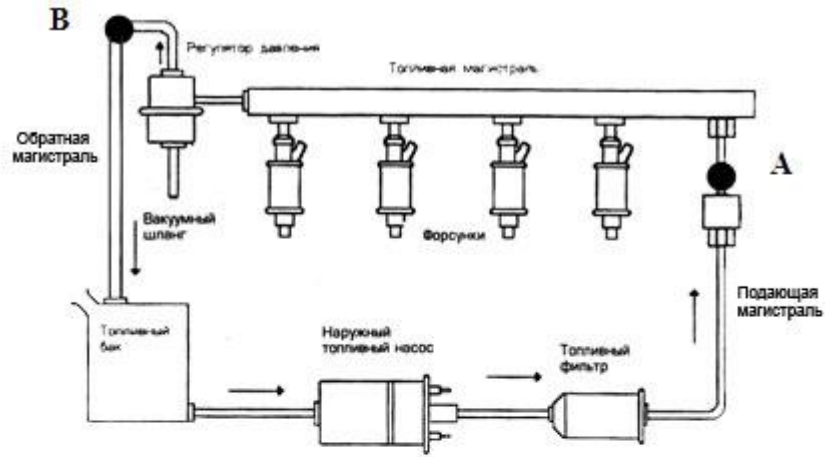 В
Регулятор давления
Топливная магистраль
Обратная
магистраль
А
Вакуумный
шланг
Форсунки
Подающая
магистраль
Топливный
бак
Наружный
топливный насос
Топливный
фильтр